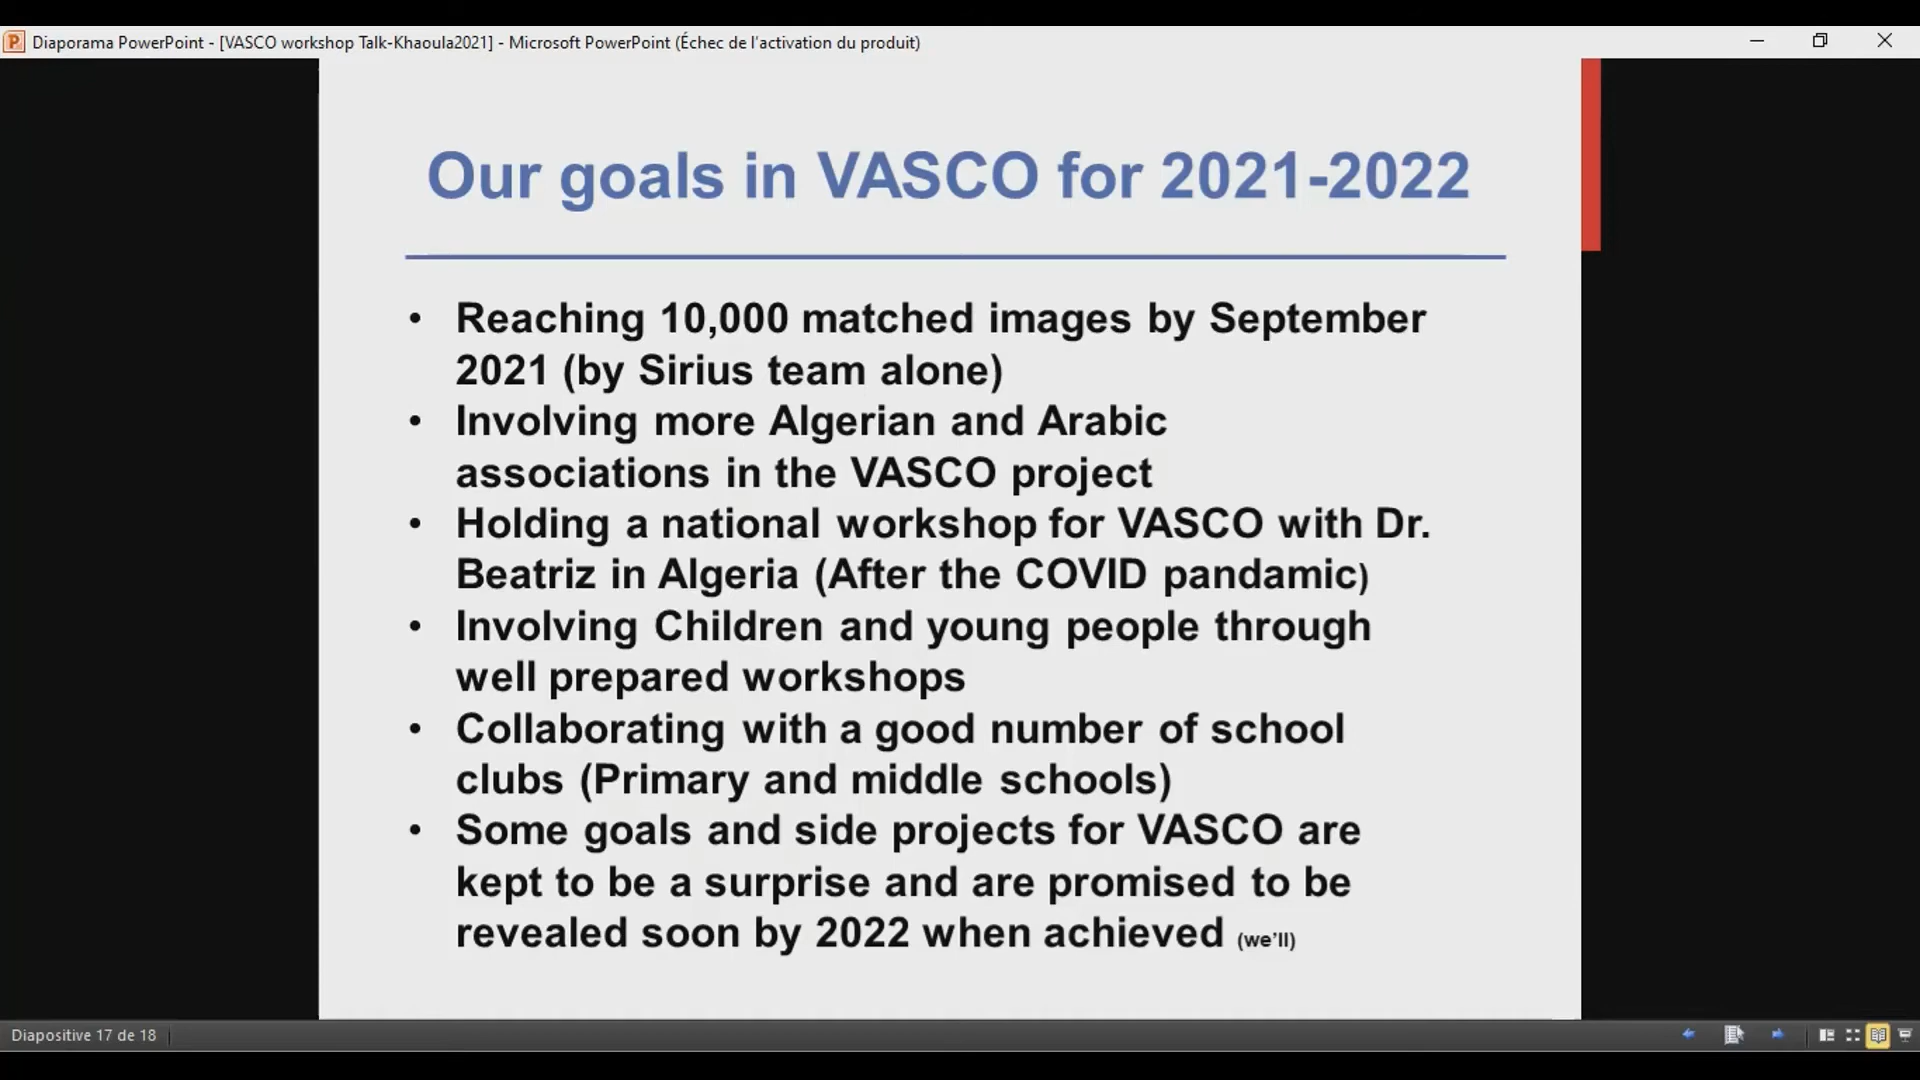 Diaporama PowerPoint - [VASCO workshop Talk-Khaoula2021] - Microsoft PowerPoint (Échec de l'activation du produit)
Our goals in VASCO for 2021-2022
• Reaching 10,000 matched images by September
2021 (by Sirius team alone)
• Involving more Algerian and Arabic
associations in the VASCO project
• Holding a national workshop for VASCO with Dr.
Beatriz in Algeria (After the COVID pandamic)
• Involving Children and young people through
well prepared workshops
• Collaborating with a good number of school
clubs (Primary and middle schools)
• Some goals and side projects for VASCO are
kept to be a surprise and are promised to be
revealed soon by 2022 when achieved (we'll)
Diapositive 17 de 18